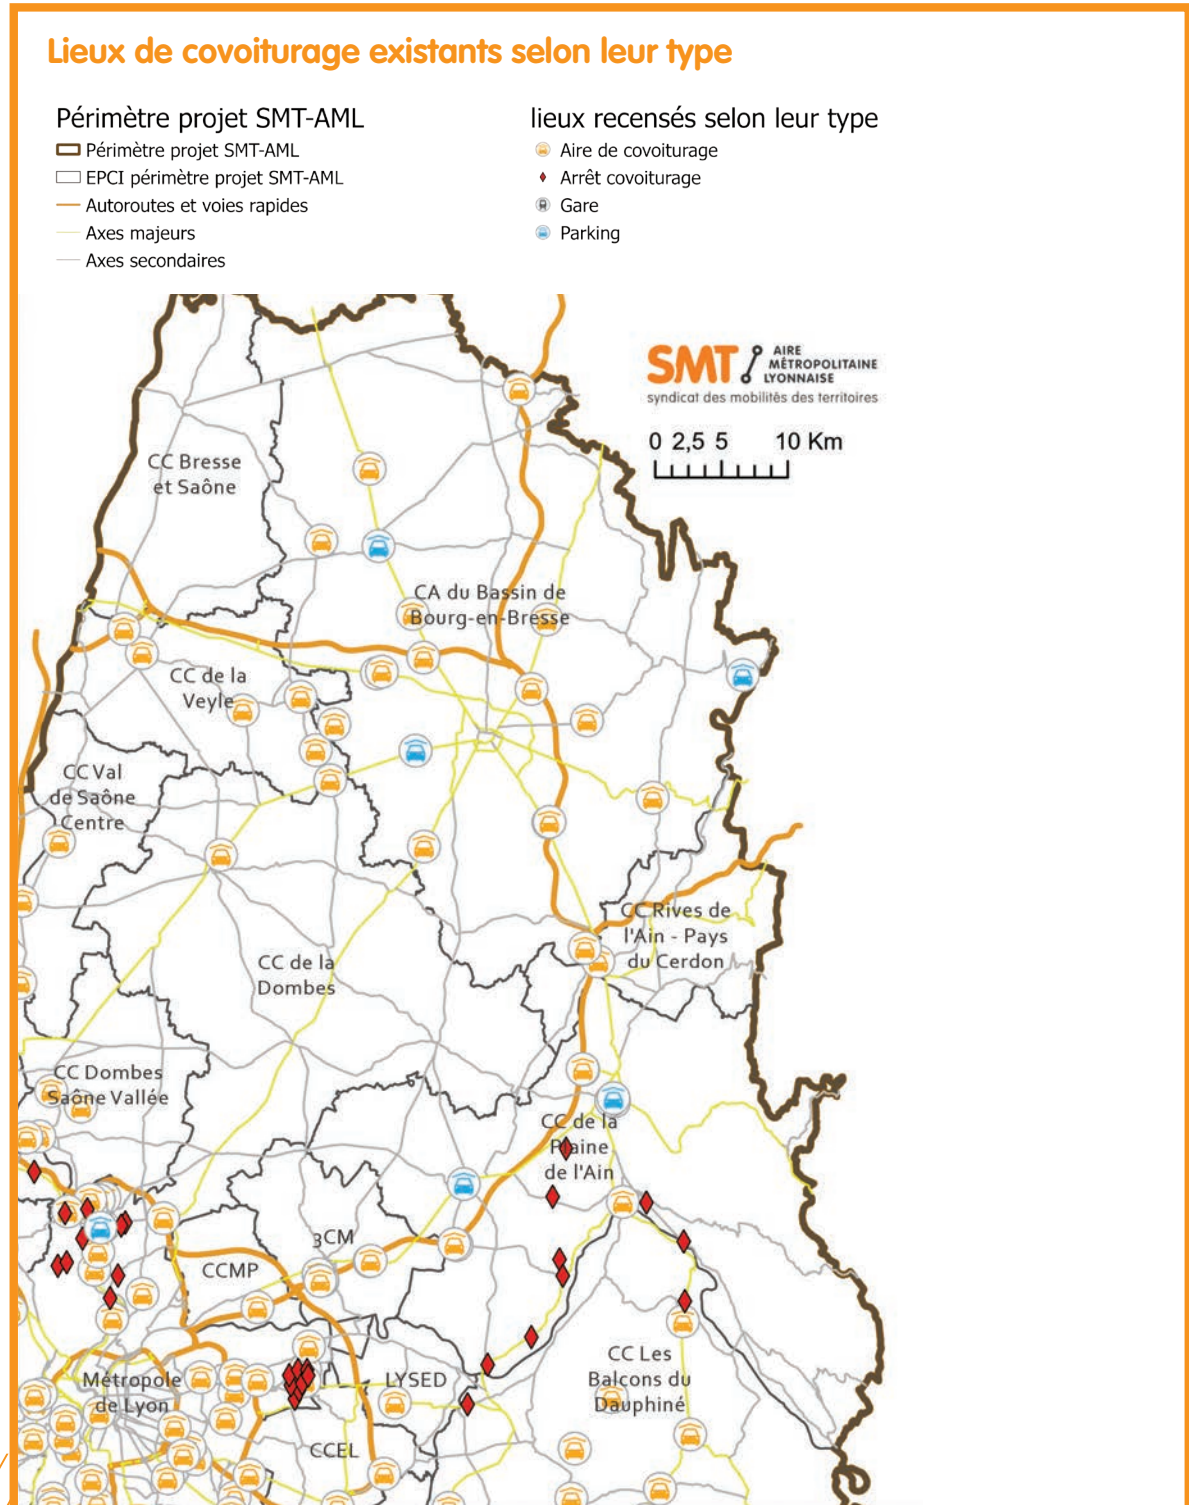 Lieux de covoiturage existants selon leur type
Périmètre projet SMT-AML
Périmètre projet SMT-AML
EPCI périmètre projet SMT-AML
Autoroutes et voies rapides
Axes majeurs
Axes secondaires
lieux recensés selon leur type
Aire de covoiturage
Arrêt covoiturage
Gare
Parking
SMT
AIRE
MÉTROPOLITAINE
LYONNAISE
syndicat des mobilités des territoires
0 2,5 5 10 Km
CC Bresse
et Saône
CA du Bassin de
Bourg-en-Bresse
CC de la
Veyle
CC Val
de Saône
Centre
CC Rives de
l'Ain - Pays
du Cerdon
CC de la
Dombes
CC Dombes
Saône Vallée
CC de la
Plaine
de l'Ain
3CM
CCMP
CC Les
Balcons du
Dauphiné
Métropole
de Lyon
LYSED
CCEL